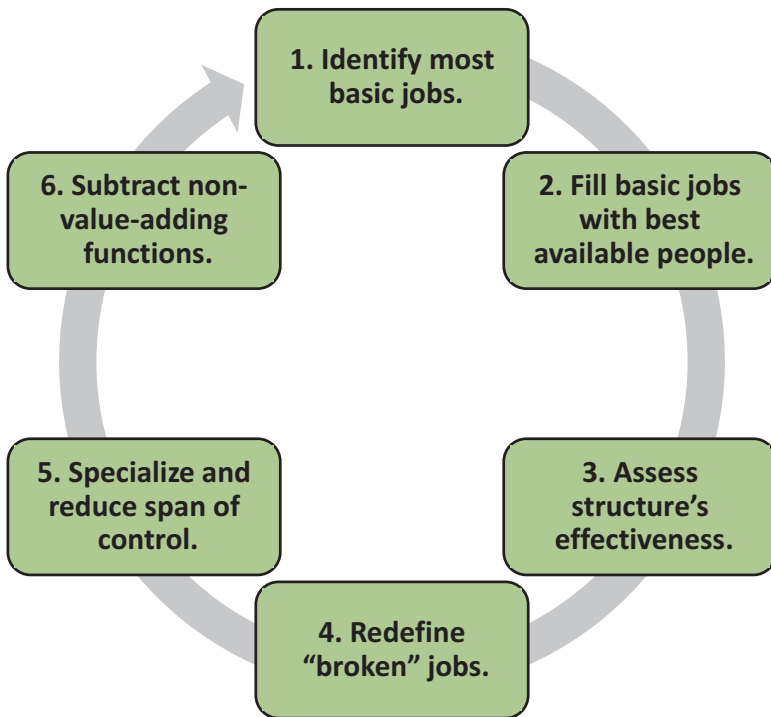 1. Identify most
basic jobs.
2. Fill basic jobs
with best
available people.
3. Assess
structure’s
effectiveness.
4. Redefine
“broken” jobs.
5. Specialize and
reduce span of
control.
6. Subtract non-
value-adding
functions.